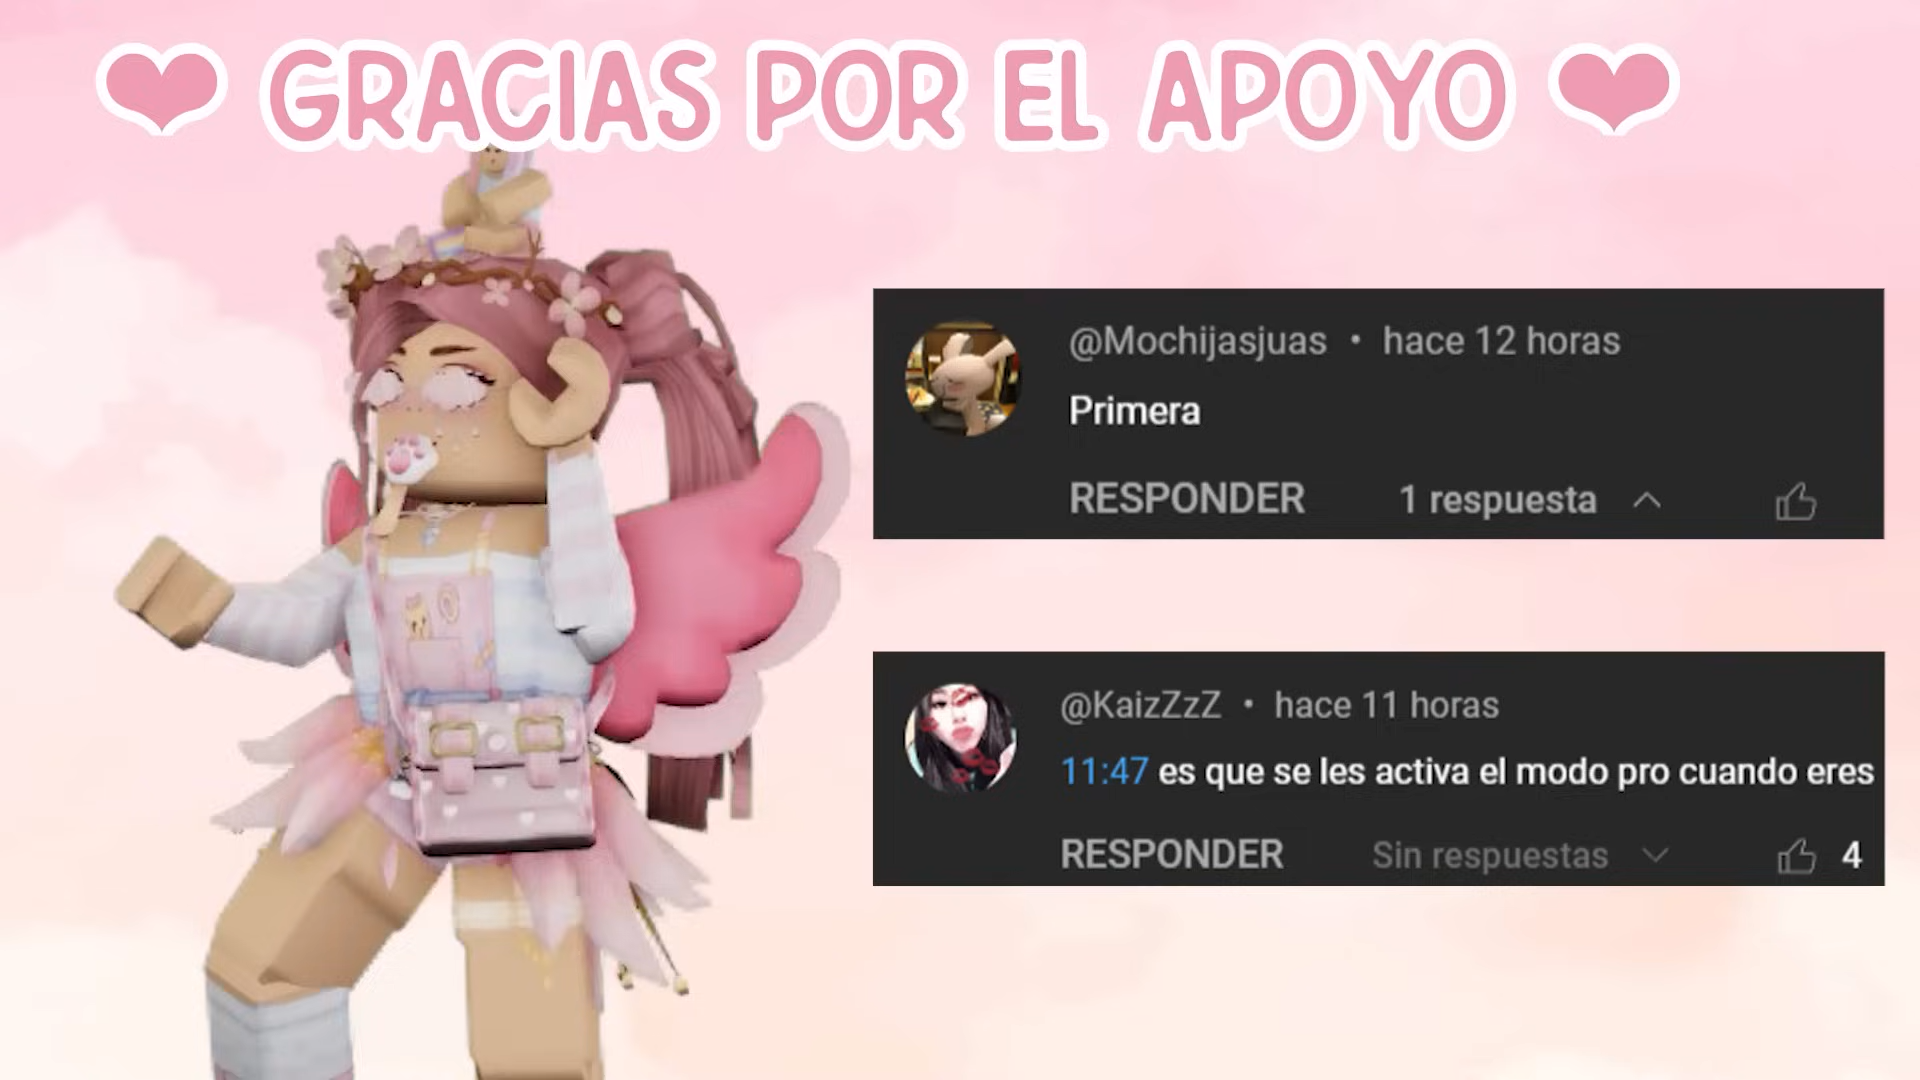 ❤ GRACIAS POR EL APOYO ❤
@Mochijasjuas • hace 12 horas
Primera
RESPONDER 1 respuesta
@KaizZzZ • hace 11 horas
11:47 es que se les activa el modo pro cuando eres
RESPONDER Sin respuestas 4